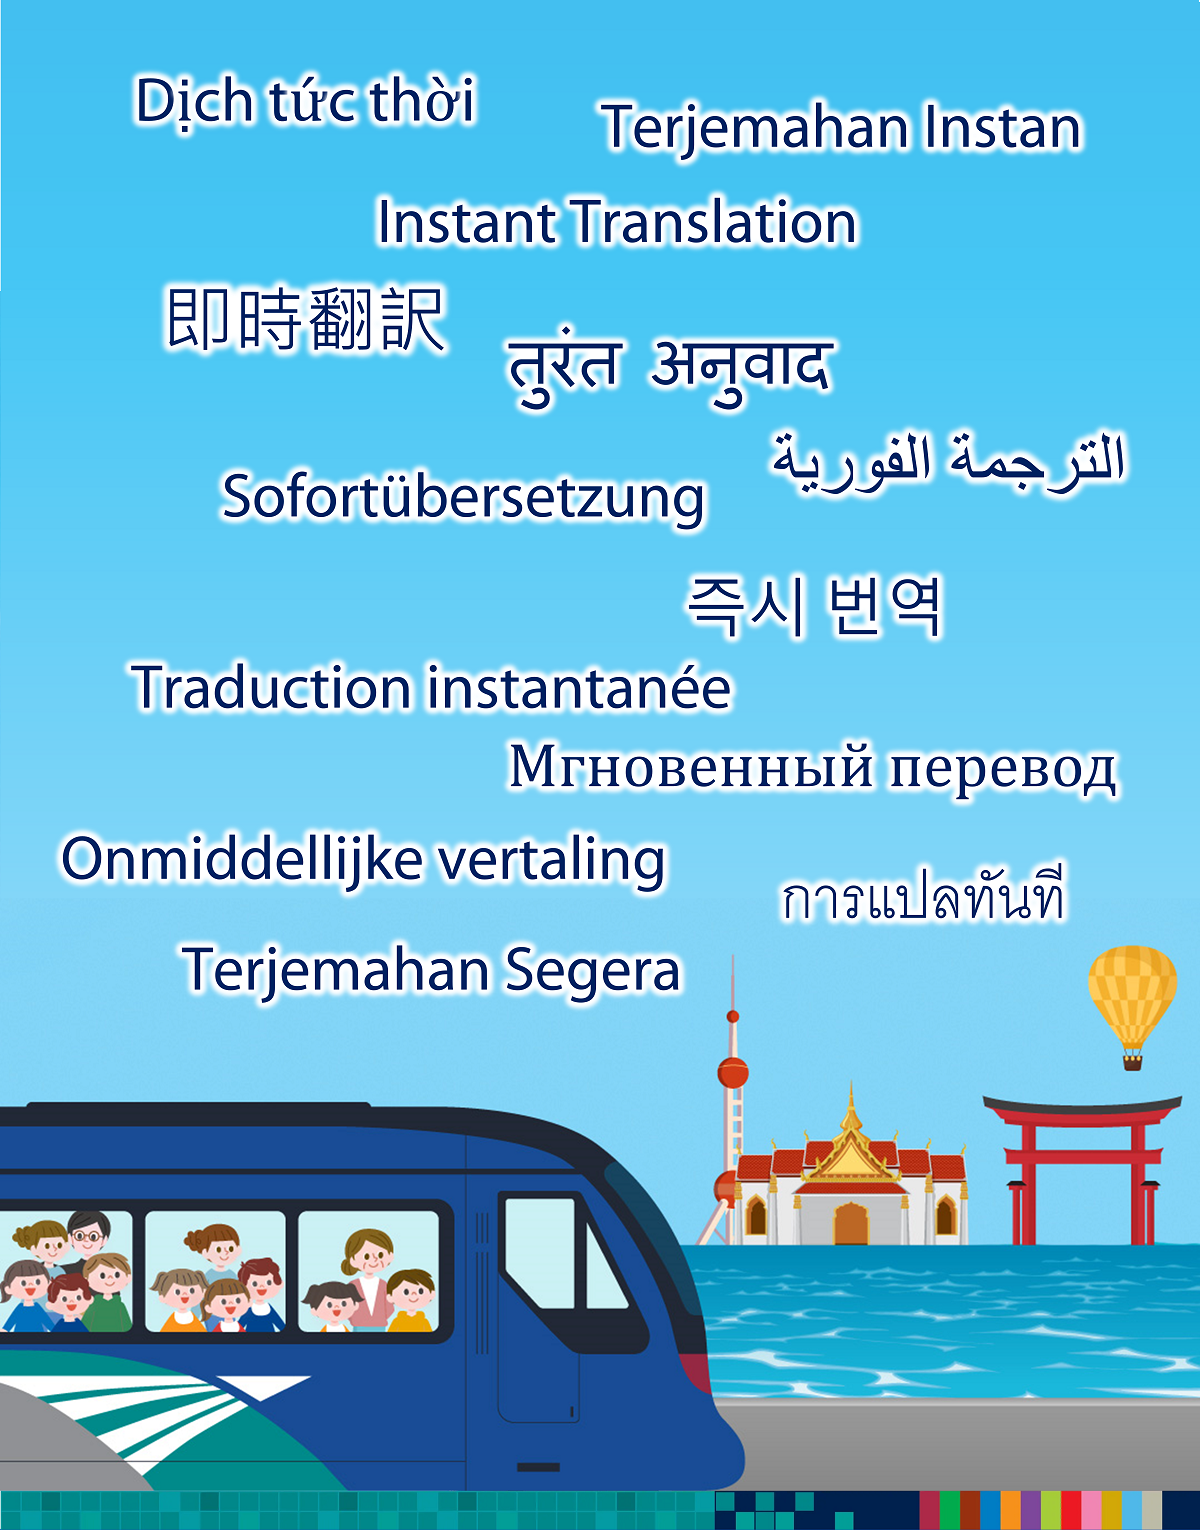 Dịch tức thời
Terjemahan Instan
Instant Translation
即時翻訳
तुरंत अनुवाद
الترجمة الفورية
Sofortübersetzung
즉시 번역
Traduction instantanée
Мгновенный перевод
Onmiddellijke vertaling
การแปลทันที
Terjemahan Segera